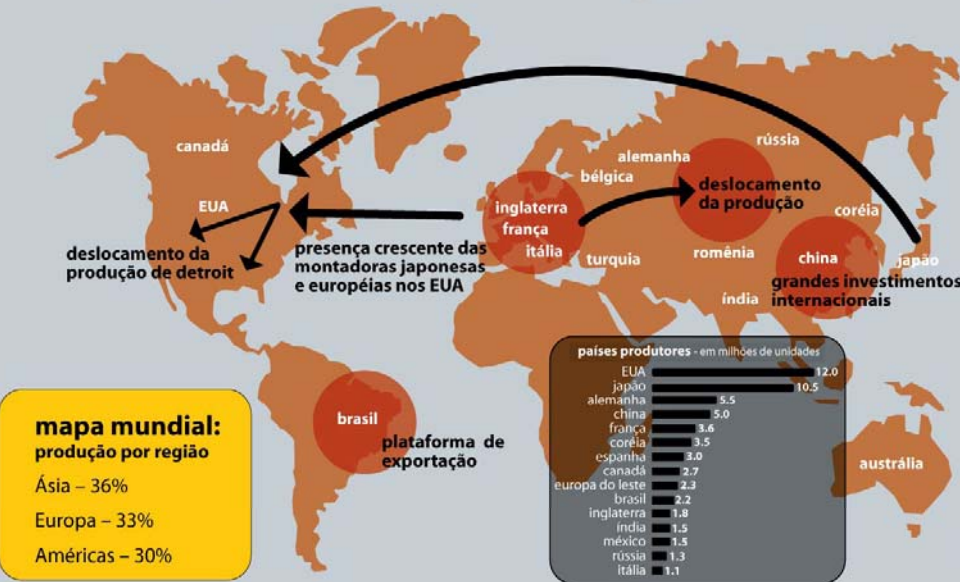 canadá
EUA
deslocamento da
produção de detroit
presença crescente das
montadoras japonesas
e européias nos EUA
inglaterra
frança
itália
bélgica
alemanha
rússia
deslocamento
da produção
turquia
romênia
índia
coréia
china
japão
grandes investimentos
internacionais
brasil
plataforma de
exportação
austrália
mapa mundial:
produção por região
Ásia – 36%
Europa – 33%
Américas – 30%
países produtores - em milhões de unidades
EUA 12.0
japão 10.5
alemanha 5.5
china 5.0
frança 3.6
coréia 3.5
espanha 3.0
canadá 2.7
europa do leste 2.3
brasil 2.2
inglaterra 1.8
índia 1.5
méxico 1.5
rússia 1.3
itália 1.1